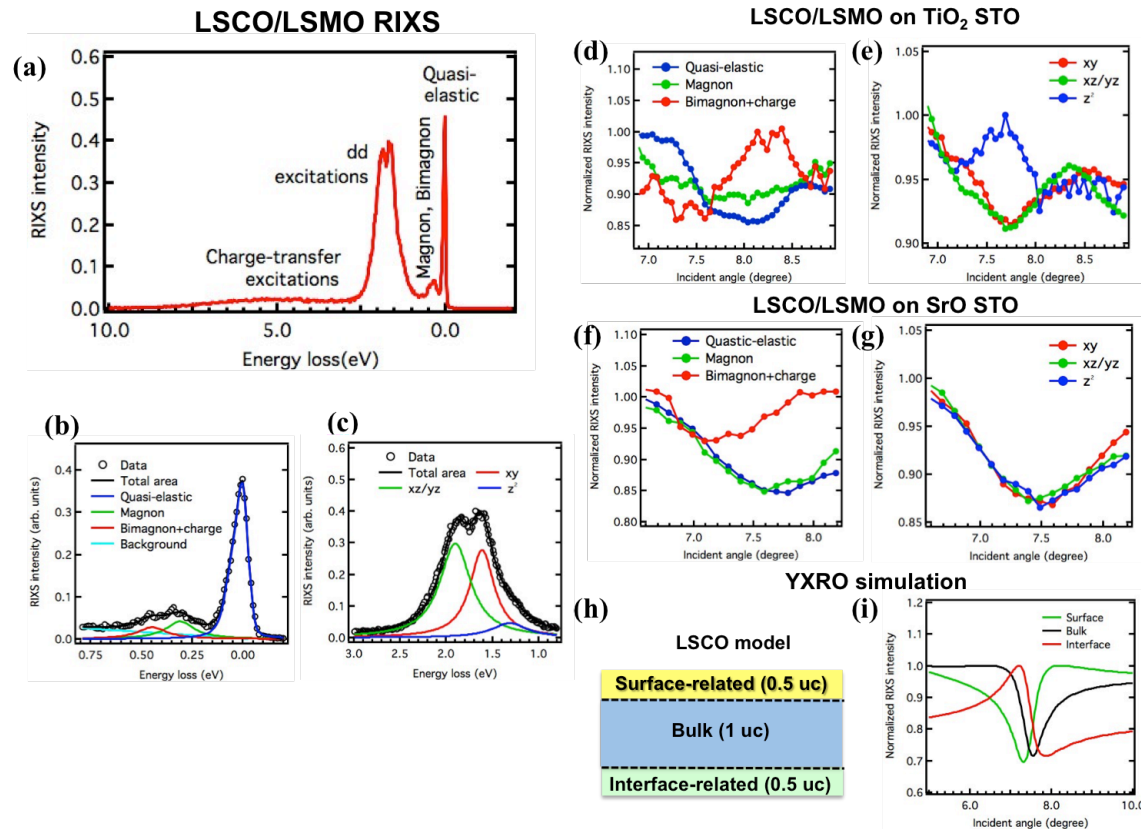 LSCO/LSMO RIXS
(a)
RIXS intensity
0.6
0.5
0.4
0.3
0.2
0.1
0.0
10.0
5.0
0.0
Energy loss(eV)
Charge-transfer
excitations
dd
excitations
Magnon, Bimagnon
Quasi-
elastic
(b)
RIXS intensity (arb. units)
0.4
0.3
0.2
0.1
0.0
0.75
0.50
0.25
0.00
Energy loss (eV)
Data
Total area
Quasi-elastic
Magnon
Bimagnon+charge
Background
(c)
RIXS intensity (arb. units)
0.6
0.5
0.4
0.3
0.2
0.1
0.0
3.0
2.0
1.0
Energy loss (eV)
Data
Total area
xz/yz
xy
z²
LSCO/LSMO on TiO₂ STO
(d)
Normalized RIXS intensity
1.10
1.05
1.00
0.95
0.90
0.85
7.0
7.5
8.0
8.5
Incident angle (degree)
Quasi-elastic
Magnon
Bimagnon+charge
(e)
Normalized RIXS intensity
1.05
1.00
0.95
0.90
7.0
7.5
8.0
8.5
Incident angle (degree)
xy
xz/yz
z²
LSCO/LSMO on SrO STO
(f)
Normalized RIXS intensity
1.10
1.05
1.00
0.95
0.90
0.85
0.80
7.0
7.5
8.0
Incident angle (degree)
Quastic-elastic
Magnon
Bimagnon+charge
(g)
Normalized RIXS intensity
1.05
1.00
0.95
0.90
0.85
7.0
7.5
8.0
Incident angle (degree)
xy
xz/yz
z²
YXRO simulation
(h)
LSCO model
Surface-related (0.5 uc)
Bulk (1 uc)
Interface-related (0.5 uc)
(i)
Normalized RIXS intensity
1.2
1.1
1.0
0.9
0.8
0.7
0.6
6.0
8.0
10.0
Incident angle (degree)
Surface
Bulk
Interface